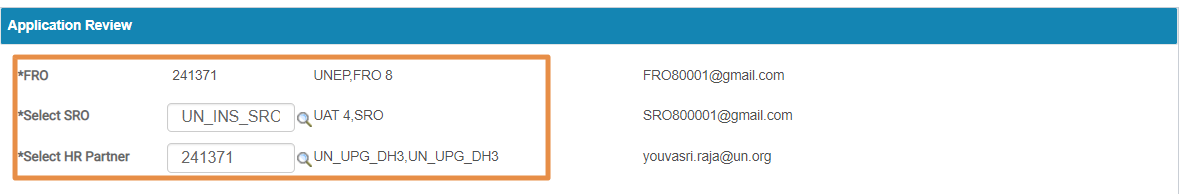 Application Review
*FRO 241371 UNEP,FRO 8 FRO80001@gmail.com
*Select SRO UN_INS_SRO UAT 4,SRO SRO800001@gmail.com
*Select HR Partner 241371 UN_UPG_DH3,UN_UPG_DH3 youvasri.raja@un.org